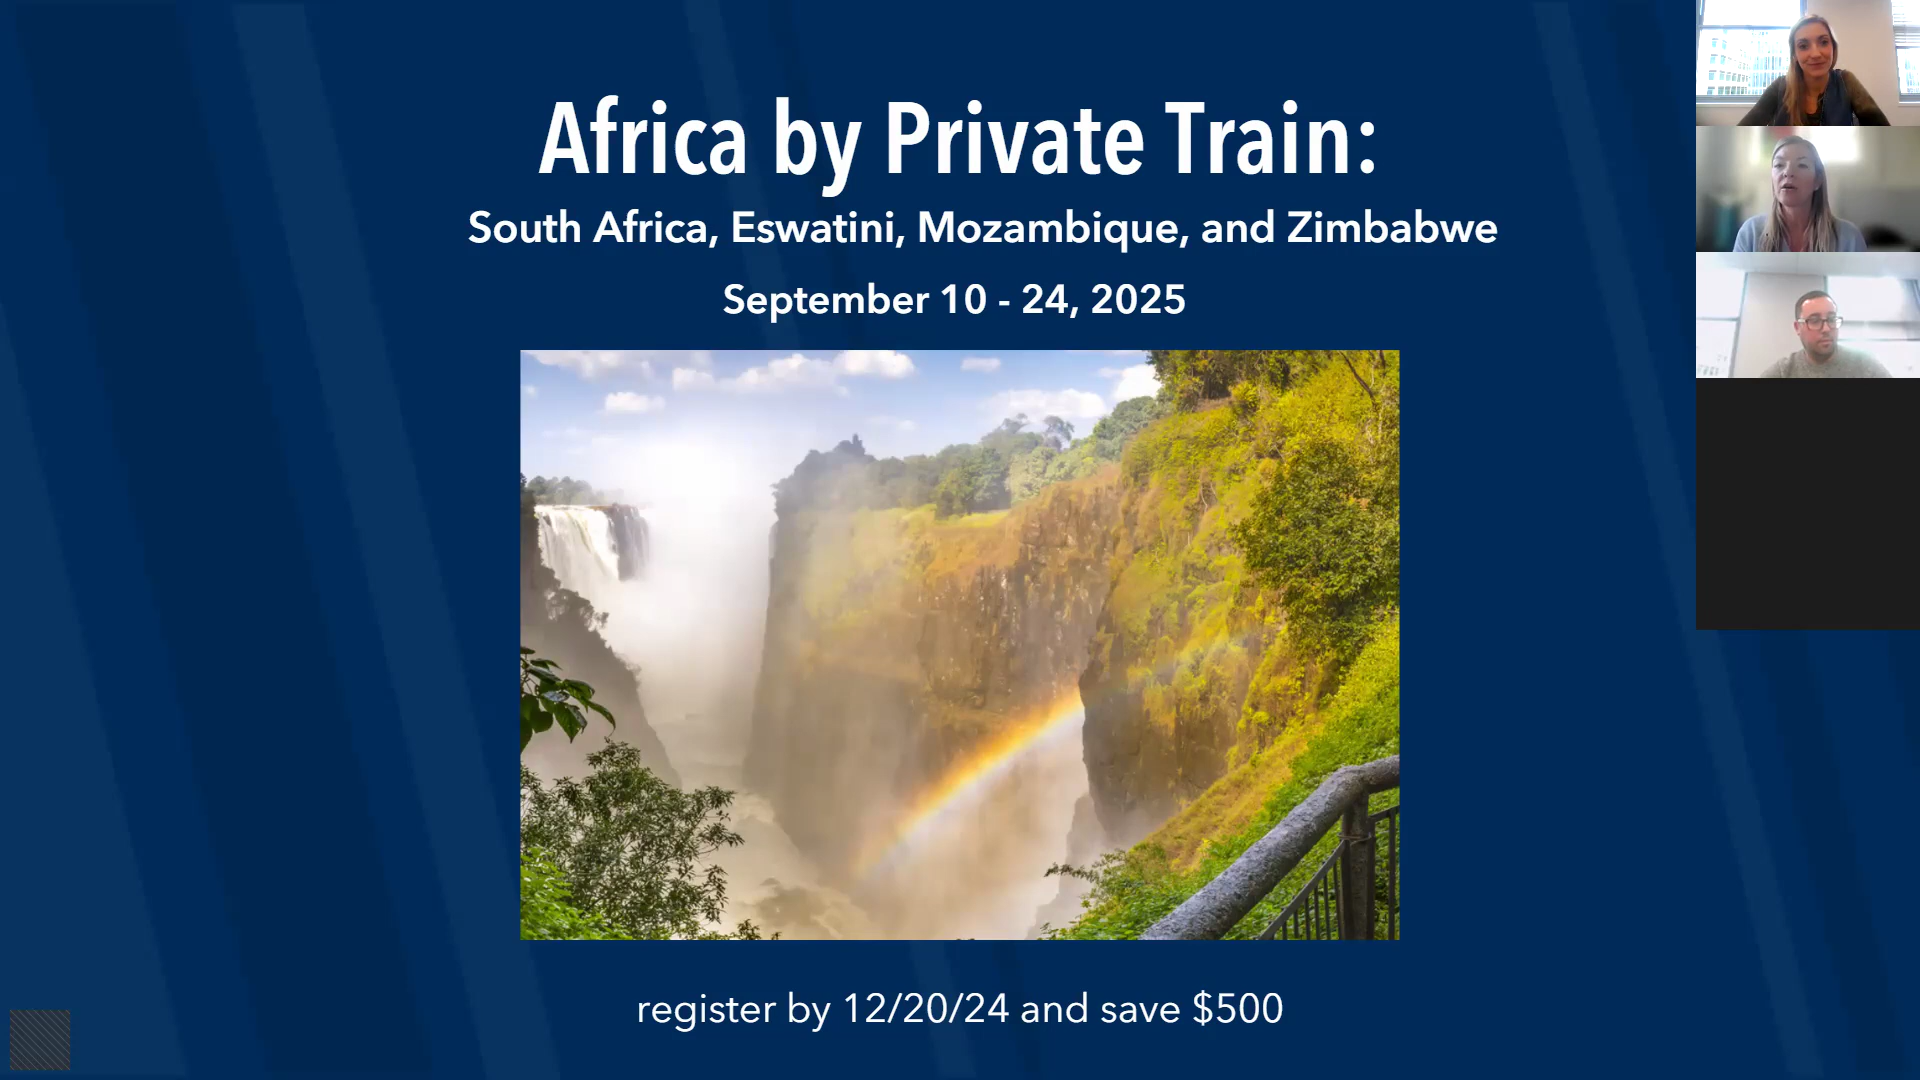 Africa by Private Train:
South Africa, Eswatini, Mozambique, and Zimbabwe
September 10 - 24, 2025
register by 12/20/24 and save $500